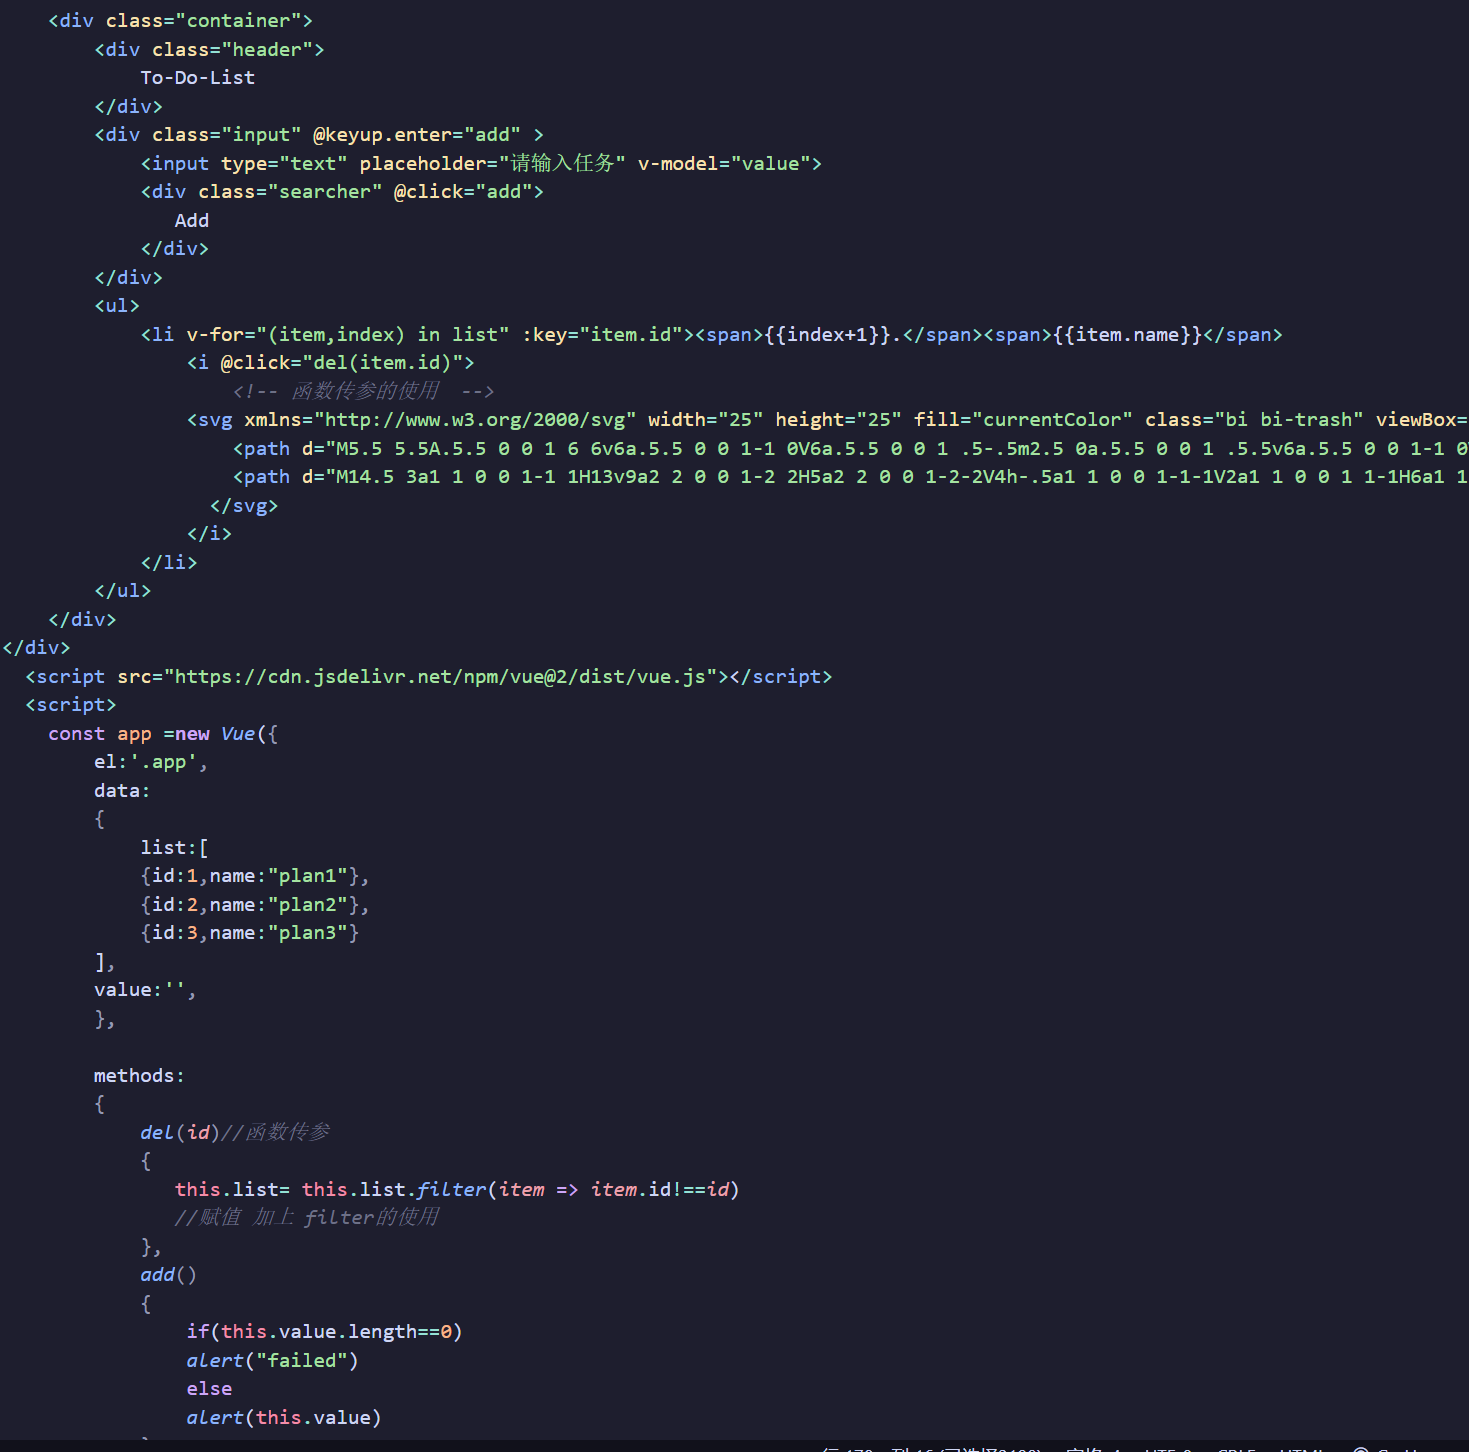 <div class="container">
<div class="header">
To-Do-List
</div>
<div class="input" @keyup.enter="add" >
<input type="text" placeholder="请输入任务" v-model="value">
<div class="searcher" @click="add">
Add
</div>
</div>
<ul>
<li v-for="(item,index) in list" :key="item.id"><span>{{index+1}}.</span><span>{{item.name}}</span>
<i @click="del(item.id)">
<!-- 函数传参的使用  -->
<svg xmlns="http://www.w3.org/2000/svg" width="25" height="25" fill="currentColor" class="bi bi-trash" viewBox=
<path d="M5.5 5.5A.5.5 0 0 1 6 6v6a.5.5 0 0 1-1 0V6a.5.5 0 0 1 .5-.5m2.5 0a.5.5 0 0 1 .5.5v6a.5.5 0 0 1-1 0
<path d="M14.5 3a1 1 0 0 1-1 1H13v9a2 2 0 0 1-2 2H5a2 2 0 0 1-2-2V4h-.5a1 1 0 0 1-1-1V2a1 1 0 0 1 1-1H6a1 1
</svg>
</i>
</li>
</ul>
</div>
</div>
<script src="https://cdn.jsdelivr.net/npm/vue@2/dist/vue.js"></script>
<script>
const app =new Vue({
el:'.app',
data:
{
list:[
{id:1,name:"plan1"},
{id:2,name:"plan2"},
{id:3,name:"plan3"}
],
value:'',
},
methods:
{
del(id)//函数传参
{
this.list= this.list.filter(item => item.id!==id)
//赋值 加上 filter的使用
},
add()
{
if(this.value.length==0)
alert("failed")
else
alert(this.value)